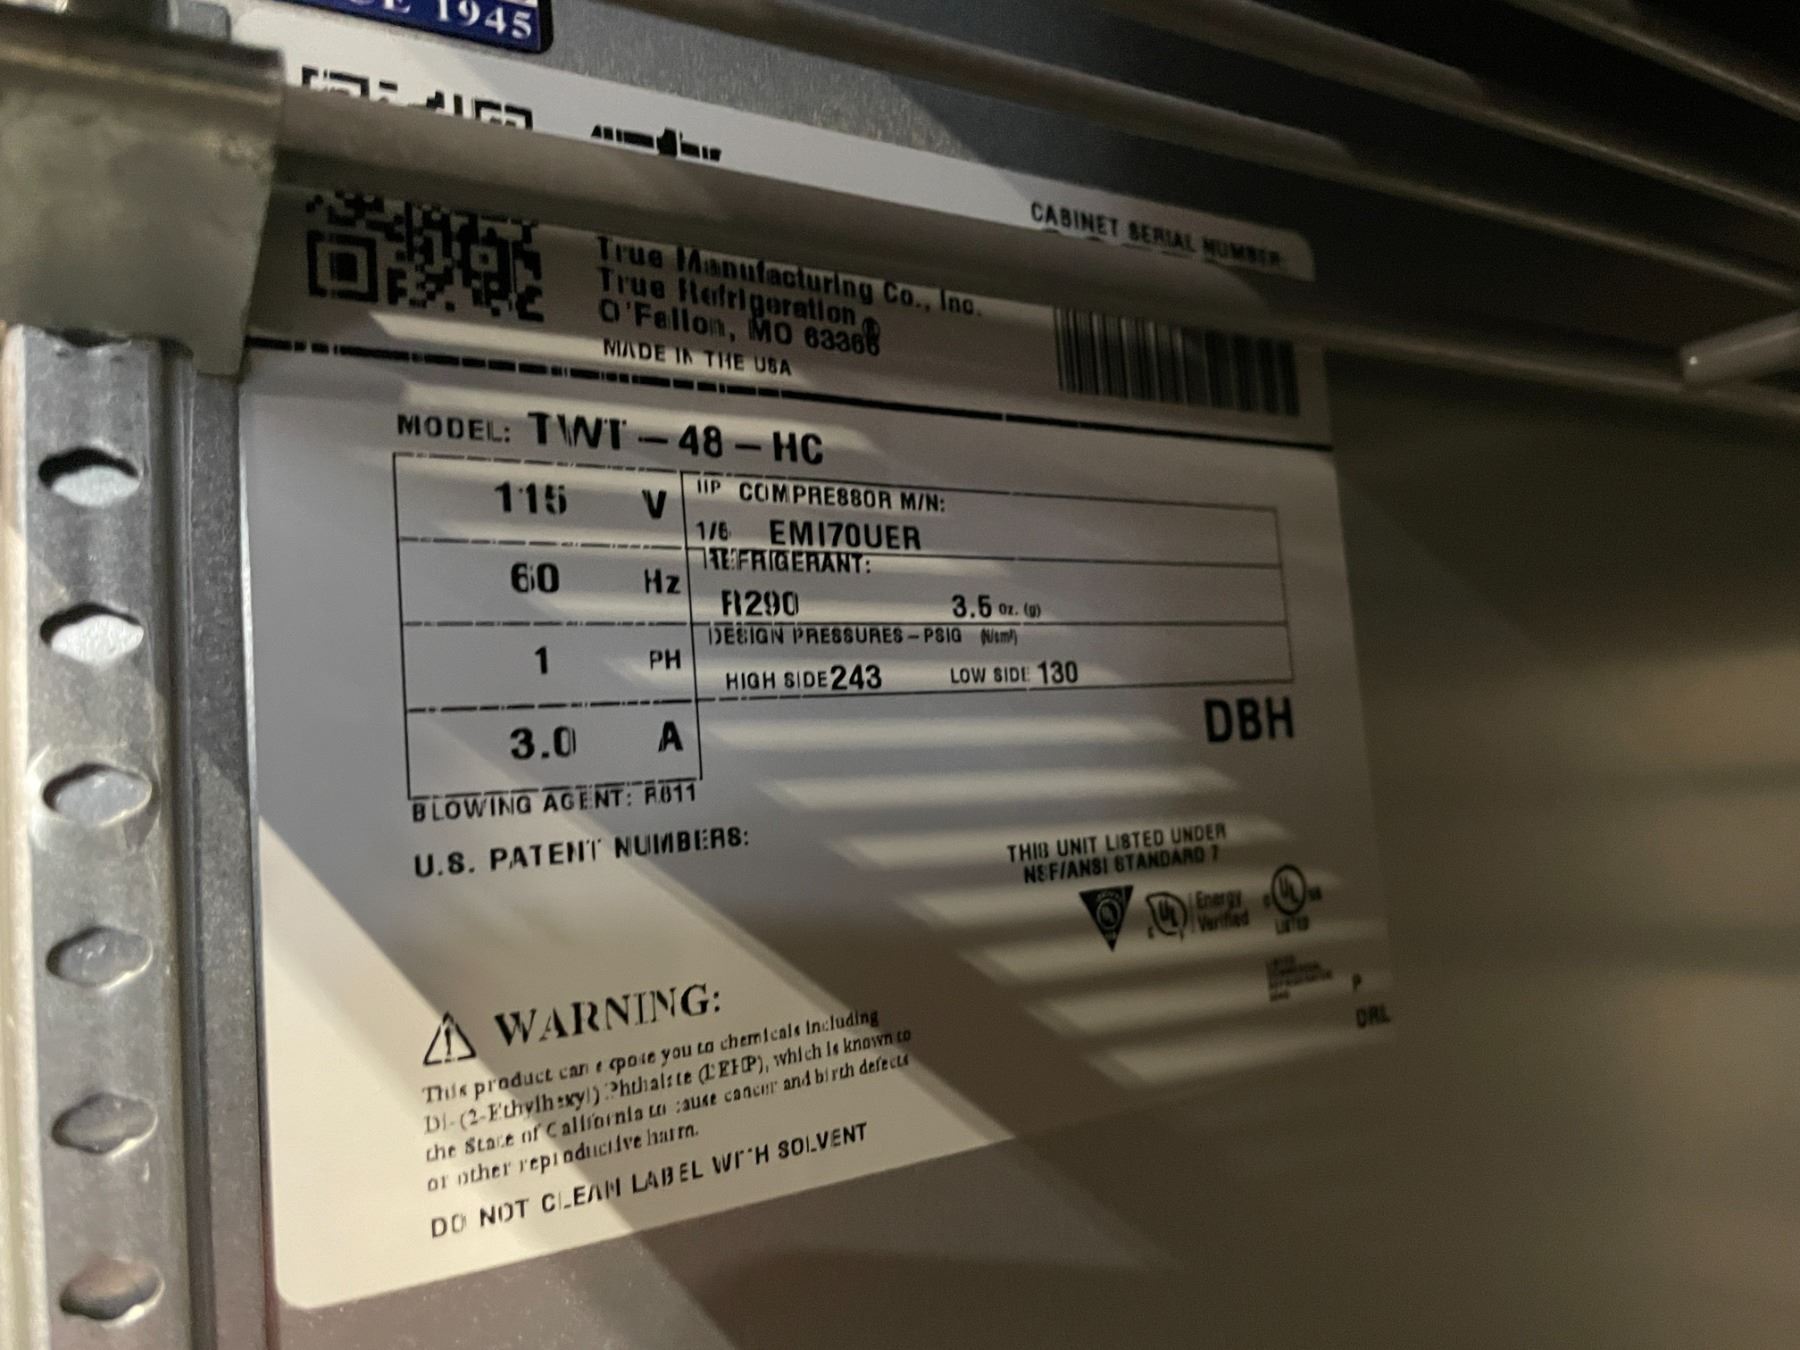 1945
CABINET SERIAL NUMBER
True Manufacturing Co., Inc.
True Refrigeration®
O'Fallon, MO 63366
MADE IN THE USA
MODEL: TWT-48-HC
115 V
HP COMPRESSOR M/N:
1/6 EMI70UER
60 Hz
REFRIGERANT:
R290 3.5 oz. (g)
1 PH
DESIGN PRESSURES-PSIG
HIGH SIDE 243 LOW SIDE 130
3.0 A
DBH
BLOWING AGENT: R611
U.S. PATENT NUMBERS:
THIS UNIT LISTED UNDER
NSF/ANSI STANDARD 7
UL Energy Verified
UL LISTED
P
DRL
WARNING:
This product can expose you to chemicals including
Di-(2-Ethylhexyl) Phthalate (DEHP), which is known to
the State of California to cause cancer and birth defects
or other reproductive harm.
DO NOT CLEAN LABEL WITH SOLVENT